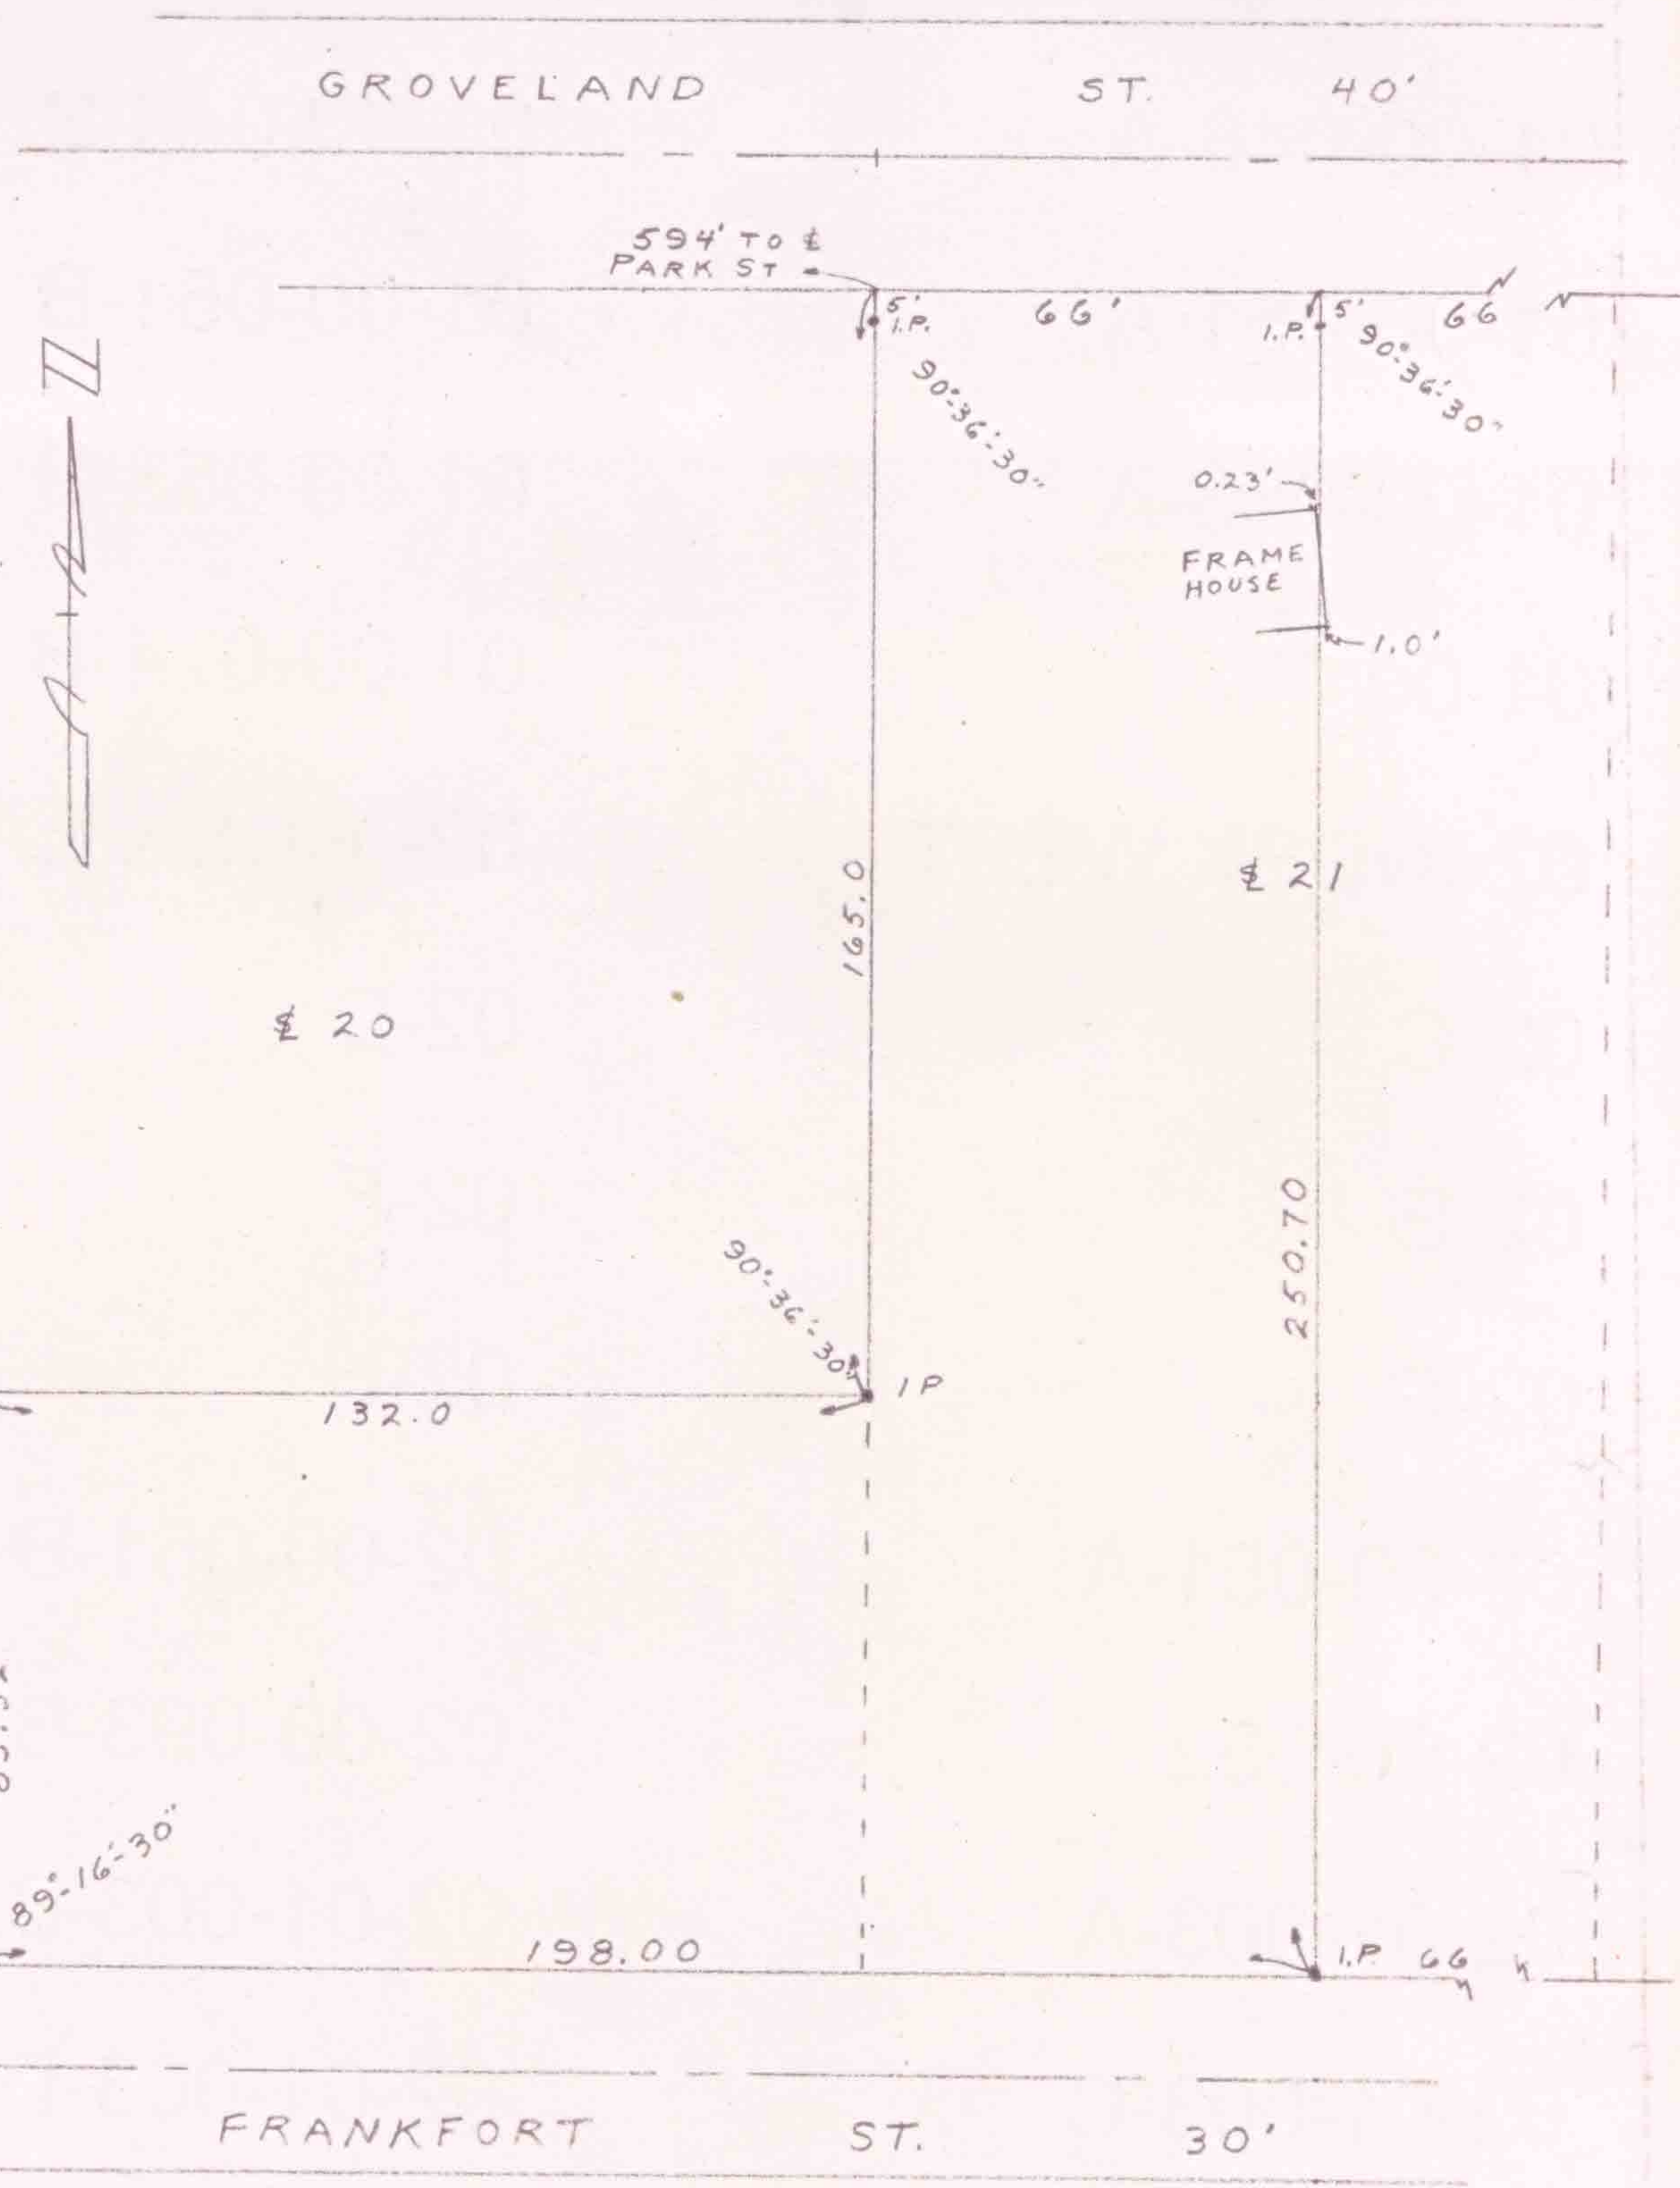 GROVELAND ST. 40'
594' TO ℄
PARK ST
5'
I.P.
66'
5'
I.P.
66
90°-36'-30"
90°-36'-30"
N
0.23'
FRAME
HOUSE
1.0'
165.0
℄ 21
℄ 20
250.70
90°-36'-30"
I P
132.0
89°-16'-30"
198.00
I.P. 66
FRANKFORT ST. 30'